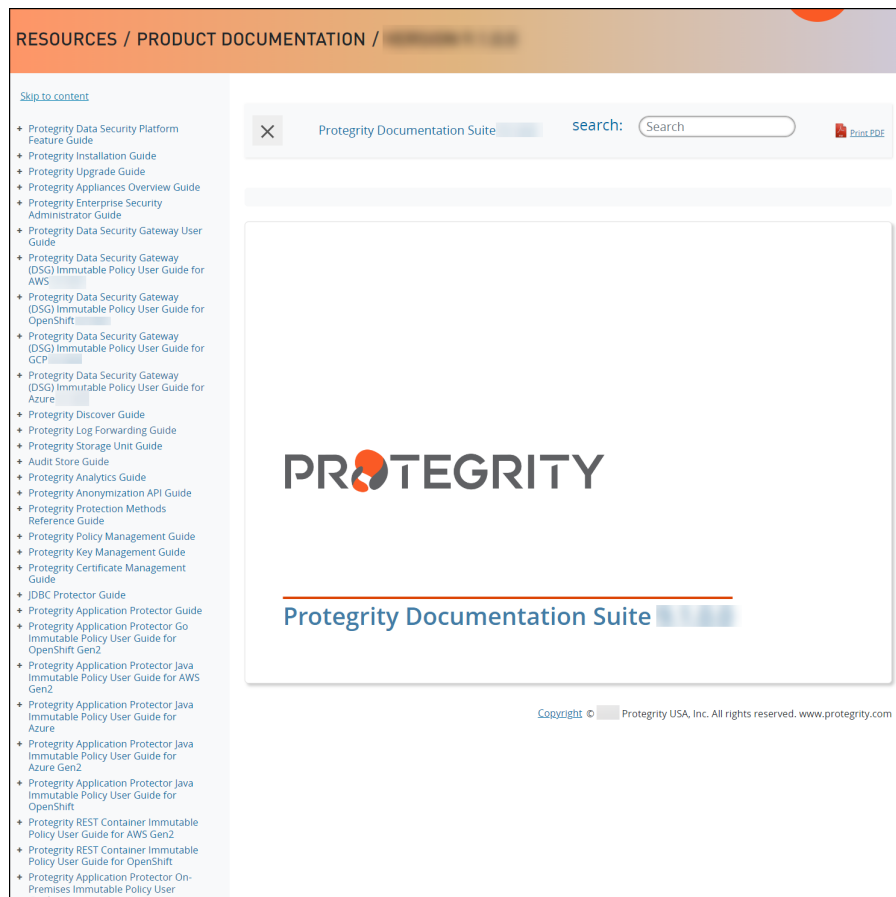 RESOURCES / PRODUCT DOCUMENTATION /
Skip to content
+ Protegrity Data Security Platform
Feature Guide
+ Protegrity Installation Guide
+ Protegrity Upgrade Guide
+ Protegrity Appliances Overview Guide
+ Protegrity Enterprise Security
Administrator Guide
+ Protegrity Data Security Gateway User
Guide
+ Protegrity Data Security Gateway
(DSG) Immutable Policy User Guide for
AWS
+ Protegrity Data Security Gateway
(DSG) Immutable Policy User Guide for
OpenShift
+ Protegrity Data Security Gateway
(DSG) Immutable Policy User Guide for
GCP
+ Protegrity Data Security Gateway
(DSG) Immutable Policy User Guide for
Azure
+ Protegrity Discover Guide
+ Protegrity Log Forwarding Guide
+ Protegrity Storage Unit Guide
+ Audit Store Guide
+ Protegrity Analytics Guide
+ Protegrity Anonymization API Guide
+ Protegrity Protection Methods
Reference Guide
+ Protegrity Policy Management Guide
+ Protegrity Key Management Guide
+ Protegrity Certificate Management
Guide
+ JDBC Protector Guide
+ Protegrity Application Protector Guide
+ Protegrity Application Protector Go
Immutable Policy User Guide for
OpenShift Gen2
+ Protegrity Application Protector Java
Immutable Policy User Guide for AWS
Gen2
+ Protegrity Application Protector Java
Immutable Policy User Guide for
Azure
+ Protegrity Application Protector Java
Immutable Policy User Guide for
Azure Gen2
+ Protegrity Application Protector Java
Immutable Policy User Guide for
OpenShift
+ Protegrity REST Container Immutable
Policy User Guide for AWS Gen2
+ Protegrity REST Container Immutable
Policy User Guide for OpenShift
+ Protegrity Application Protector On-
Premises Immutable Policy User
Protegrity Documentation Suite search: Search Print PDF
PROTEGRITY
Protegrity Documentation Suite
Copyright © Protegrity USA, Inc. All rights reserved. www.protegrity.com